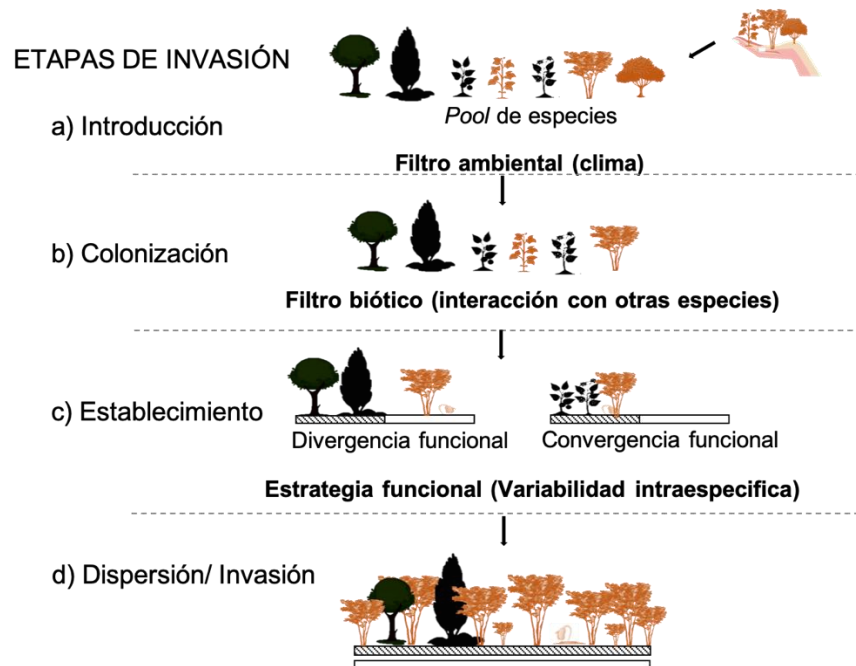 ETAPAS DE INVASIÓN
a) Introducción
Pool de especies
Filtro ambiental (clima)
b) Colonización
Filtro biótico (interacción con otras especies)
c) Establecimiento
Divergencia funcional
Convergencia funcional
Estrategia funcional (Variabilidad intraespecifica)
d) Dispersión/ Invasión